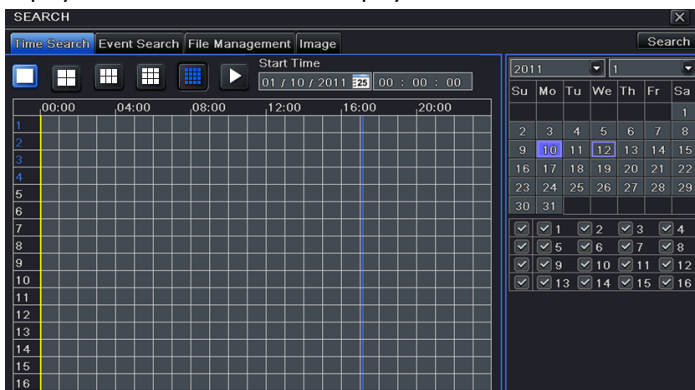 SEARCH
Time Search Event Search File Management Image Search
Start Time
01 / 10 / 2011 25 00 : 00 : 00
00:00 04:00 08:00 12:00 16:00 20:00
1
2
3
4
5
6
7
8
9
10
11
12
13
14
15
16
2011 1
Su Mo Tu We Th Fr Sa
1
2 3 4 5 6 7 8
9 10 11 12 13 14 15
16 17 18 19 20 21 22
23 24 25 26 27 28 29
30 31
1 2 3 4
5 6 7 8
9 10 11 12
13 14 15 16